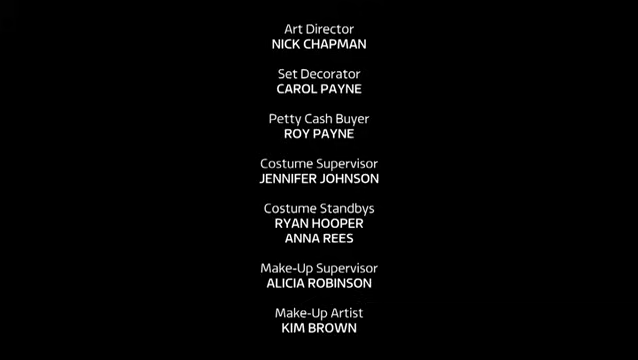 Art Director
NICK CHAPMAN
Set Decorator
CAROL PAYNE
Petty Cash Buyer
ROY PAYNE
Costume Supervisor
JENNIFER JOHNSON
Costume Standbys
RYAN HOOPER
ANNA REES
Make-Up Supervisor
ALICIA ROBINSON
Make-Up Artist
KIM BROWN